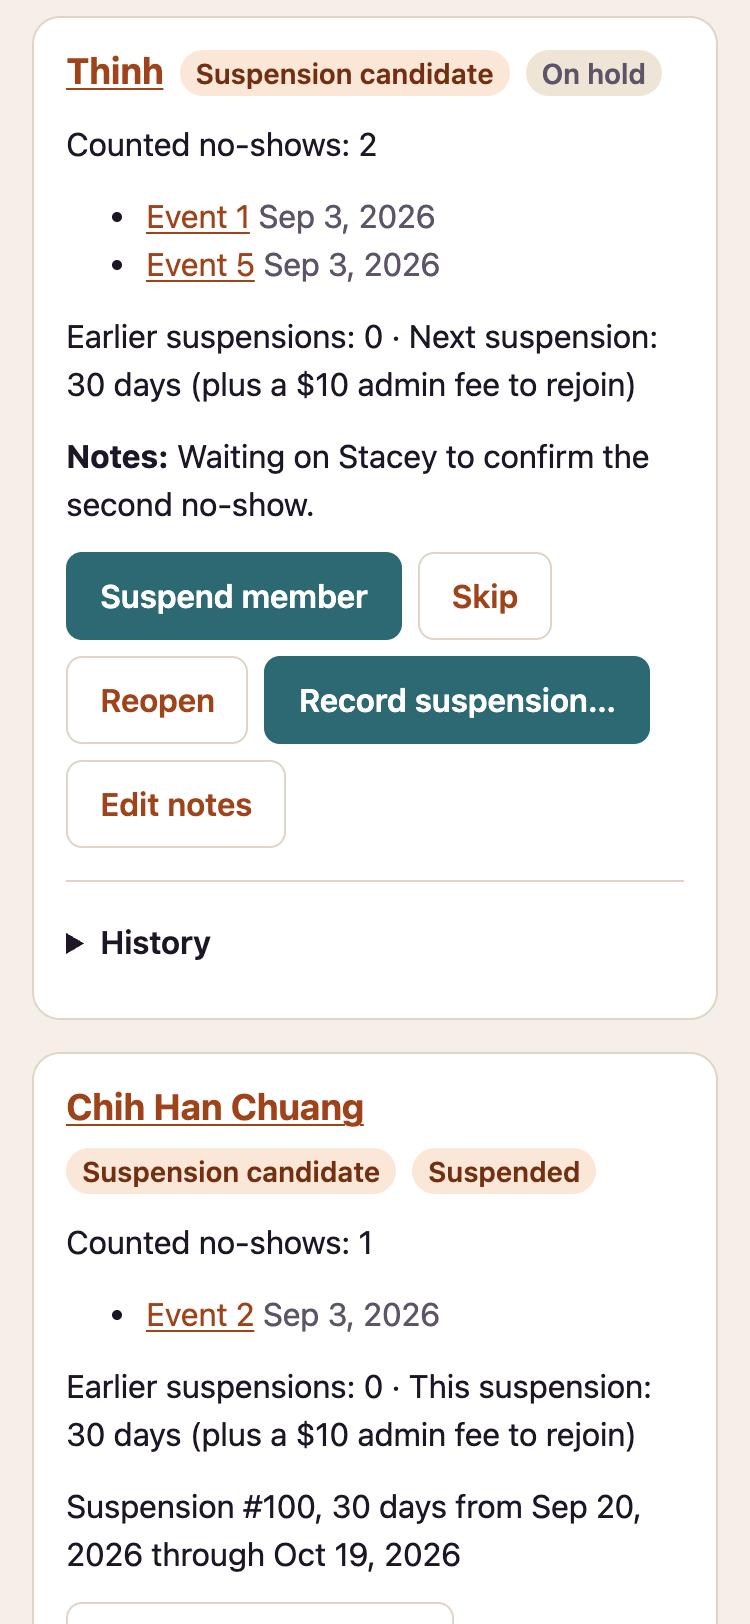 Thinh Suspension candidate On hold
Counted no-shows: 2
• Event 1 Sep 3, 2026
• Event 5 Sep 3, 2026
Earlier suspensions: 0 · Next suspension:
30 days (plus a $10 admin fee to rejoin)
Notes: Waiting on Stacey to confirm the
second no-show.
Suspend member Skip
Reopen Record suspension...
Edit notes
History
Chih Han Chuang
Suspension candidate Suspended
Counted no-shows: 1
• Event 2 Sep 3, 2026
Earlier suspensions: 0 · This suspension:
30 days (plus a $10 admin fee to rejoin)
Suspension #100, 30 days from Sep 20,
2026 through Oct 19, 2026